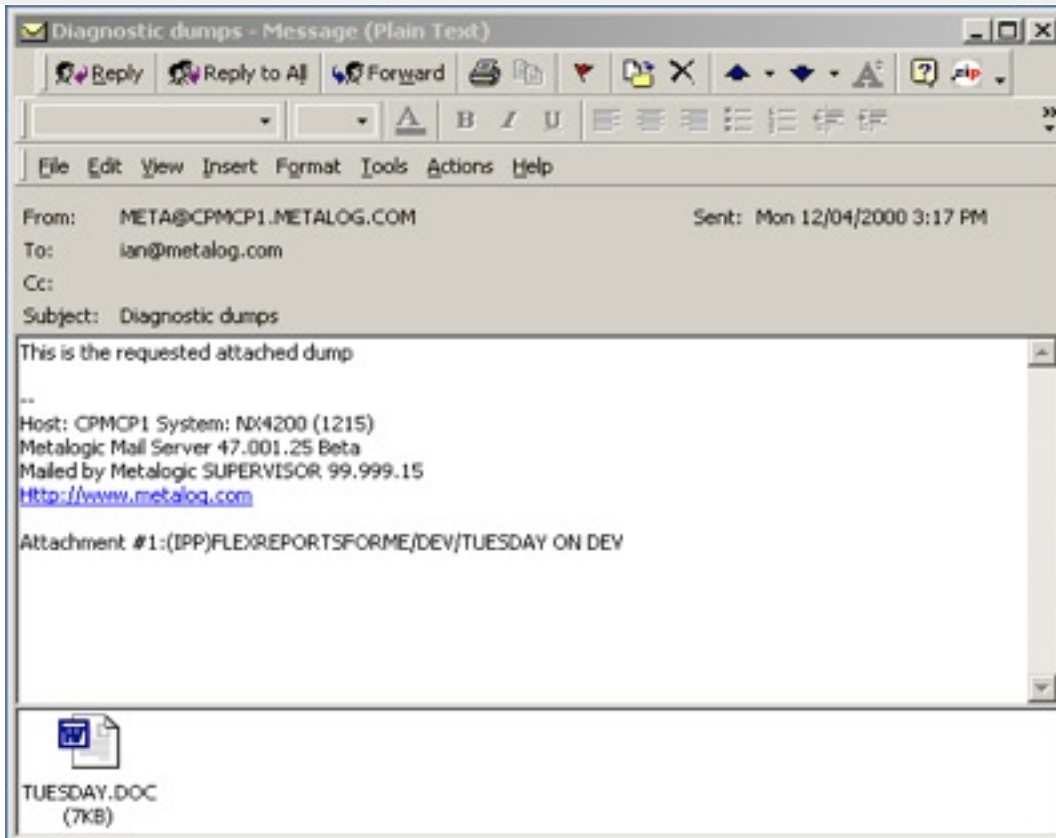 Diagnostic dumps - Message (Plain Text)
Reply Reply to All Forward A zip
A B I U
File Edit View Insert Format Tools Actions Help
From: META@CPMCP1.METALOG.COM Sent: Mon 12/04/2000 3:17 PM
To: ian@metalog.com
Cc:
Subject: Diagnostic dumps
This is the requested attached dump
--
Host: CPMCP1 System: NX4200 (1215)
Metalogic Mail Server 47.001.25 Beta
Mailed by Metalogic SUPERVISOR 99.999.15
Http://www.metalog.com
Attachment #1:(IPP)FLEXREPORTSFORME/DEV/TUESDAY ON DEV
TUESDAY.DOC
(7KB)